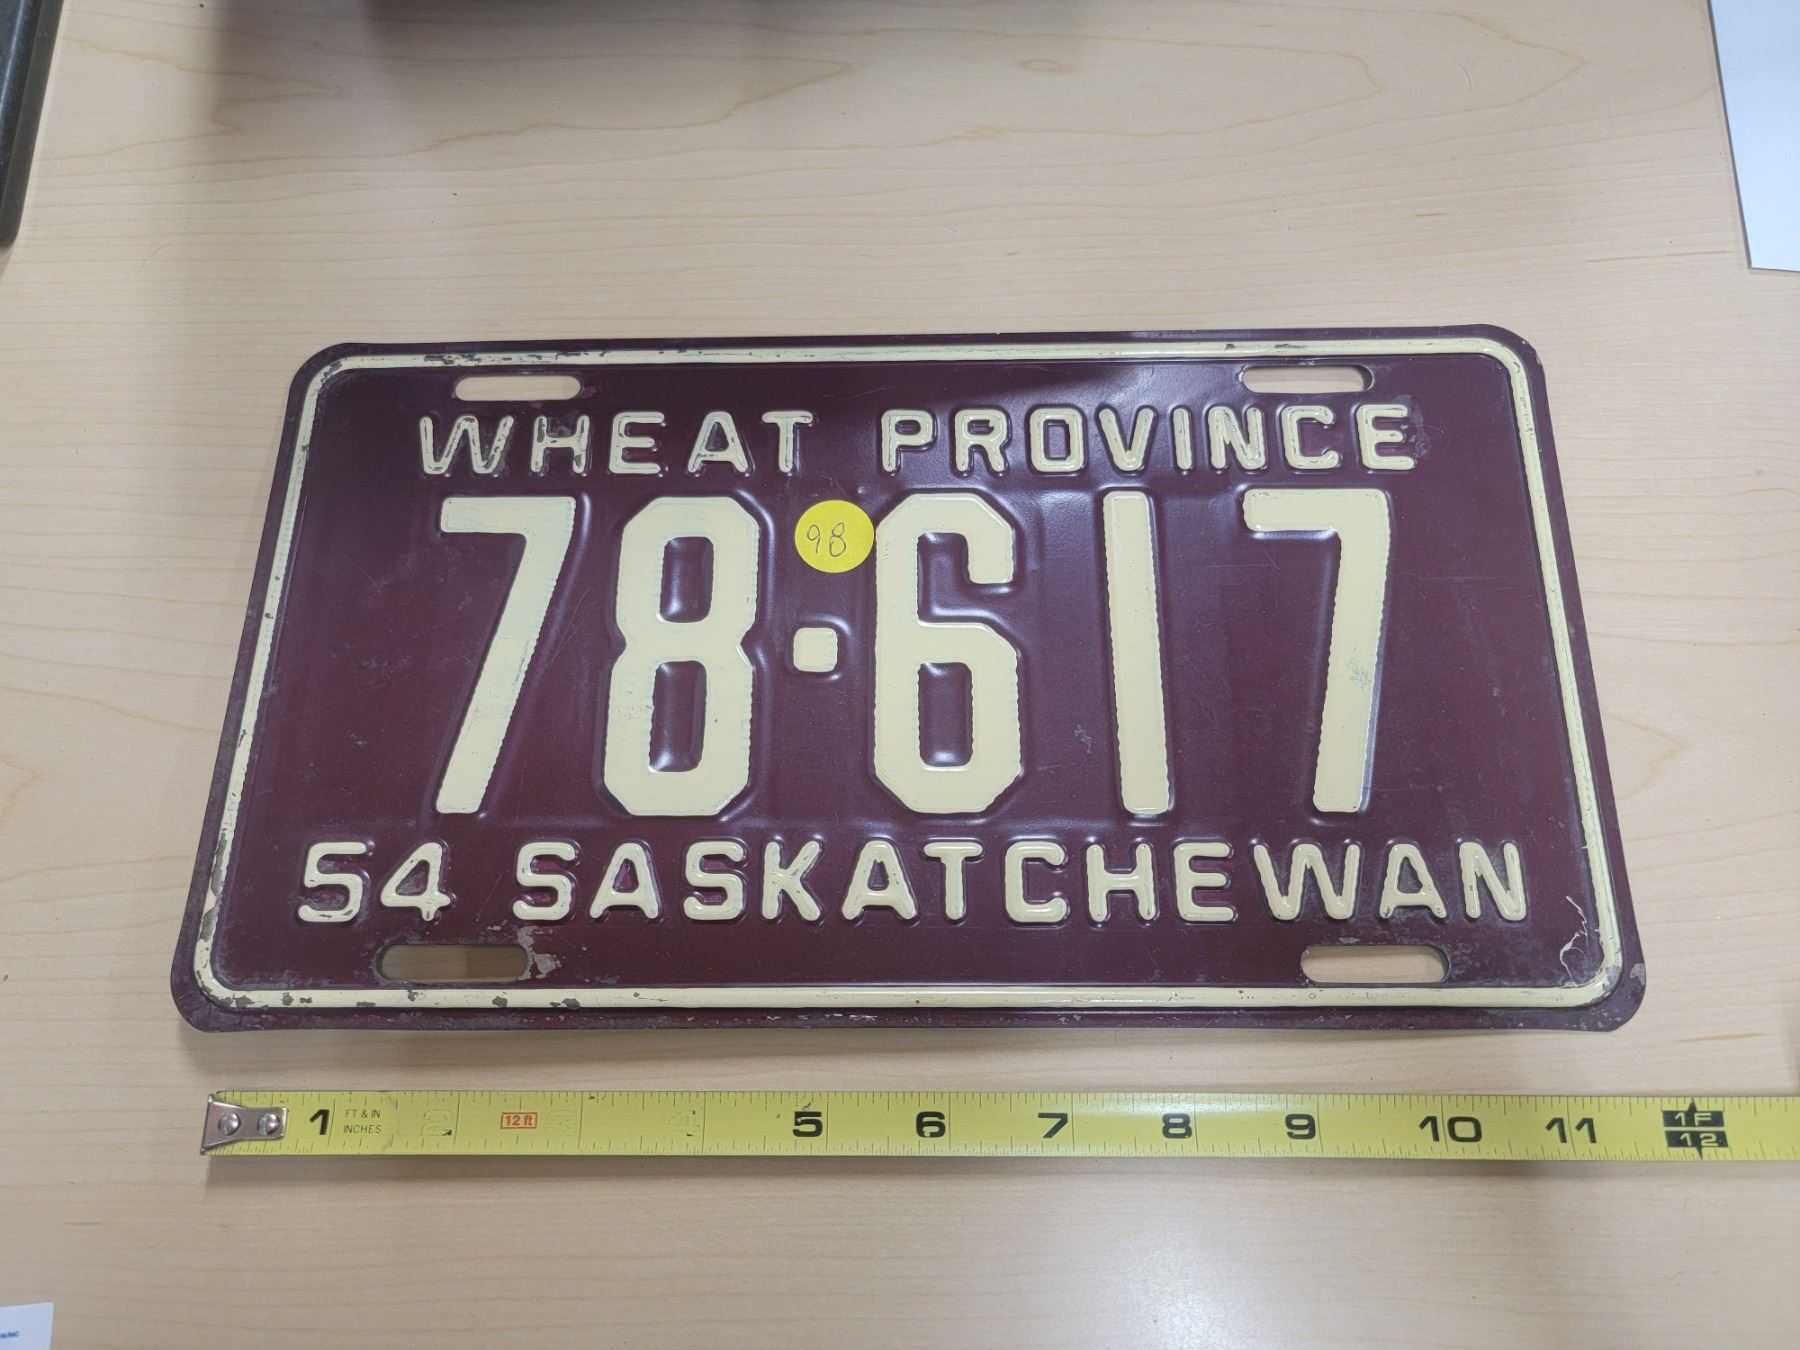 WHEAT PROVINCE
98
78·617
54 SASKATCHEWAN
1 FT & IN INCHES 12 ft 5 6 7 8 9 10 11 1F 12